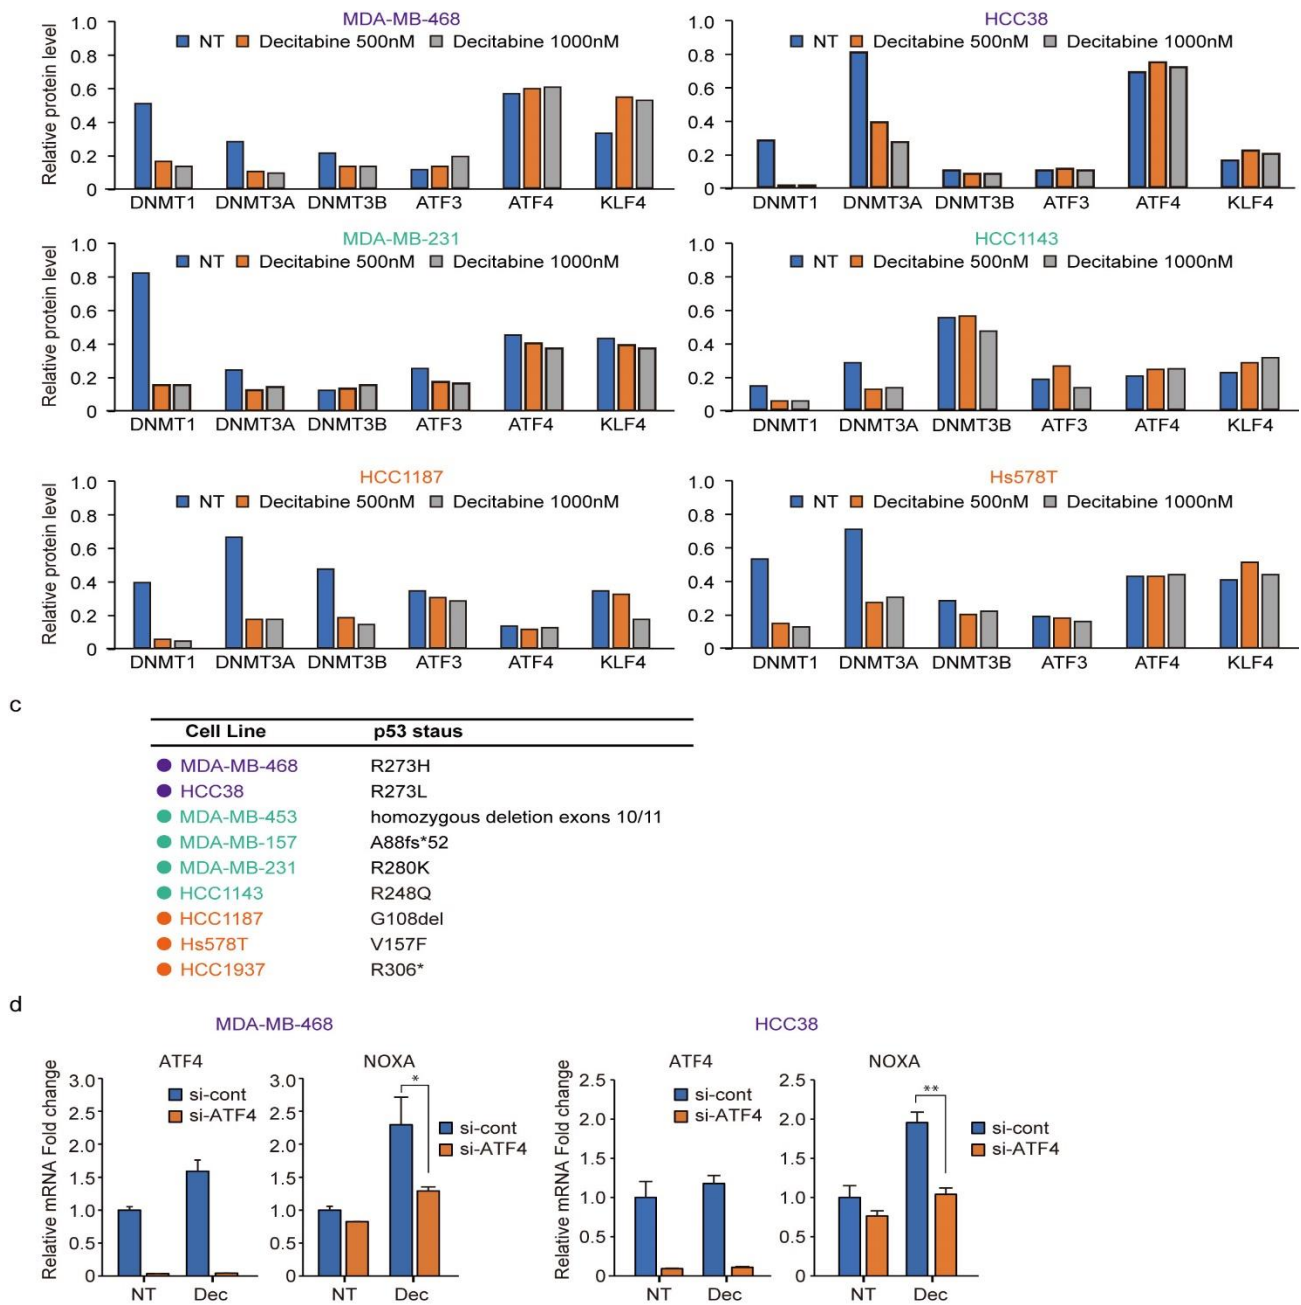 MDA-MB-468
NT Decitabine 500nM Decitabine 1000nM
Relative protein level
1.0
0.8
0.6
0.4
0.2
0
DNMT1 DNMT3A DNMT3B ATF3 ATF4 KLF4
HCC38
NT Decitabine 500nM Decitabine 1000nM
1.0
0.8
0.6
0.4
0.2
0
DNMT1 DNMT3A DNMT3B ATF3 ATF4 KLF4
MDA-MB-231
NT Decitabine 500nM Decitabine 1000nM
Relative protein level
1.0
0.8
0.6
0.4
0.2
0
DNMT1 DNMT3A DNMT3B ATF3 ATF4 KLF4
HCC1143
NT Decitabine 500nM Decitabine 1000nM
1.0
0.8
0.6
0.4
0.2
0
DNMT1 DNMT3A DNMT3B ATF3 ATF4 KLF4
HCC1187
NT Decitabine 500nM Decitabine 1000nM
Relative protein level
1.0
0.8
0.6
0.4
0.2
0
DNMT1 DNMT3A DNMT3B ATF3 ATF4 KLF4
Hs578T
NT Decitabine 500nM Decitabine 1000nM
1.0
0.8
0.6
0.4
0.2
0
DNMT1 DNMT3A DNMT3B ATF3 ATF4 KLF4
c
Cell Line p53 staus
MDA-MB-468 R273H
HCC38 R273L
MDA-MB-453 homozygous deletion exons 10/11
MDA-MB-157 A88fs*52
MDA-MB-231 R280K
HCC1143 R248Q
HCC1187 G108del
Hs578T V157F
HCC1937 R306*
d
MDA-MB-468
ATF4
si-cont
si-ATF4
Relative mRNA Fold change
3.0
2.5
2.0
1.5
1.0
0.5
0
NT Dec
NOXA
*
si-cont
si-ATF4
3.0
2.5
2.0
1.5
1.0
0.5
0
NT Dec
HCC38
ATF4
si-cont
si-ATF4
Relative mRNA Fold change
2.5
2.0
1.5
1.0
0.5
0
NT Dec
NOXA
**
si-cont
si-ATF4
2.5
2.0
1.5
1.0
0.5
0
NT Dec